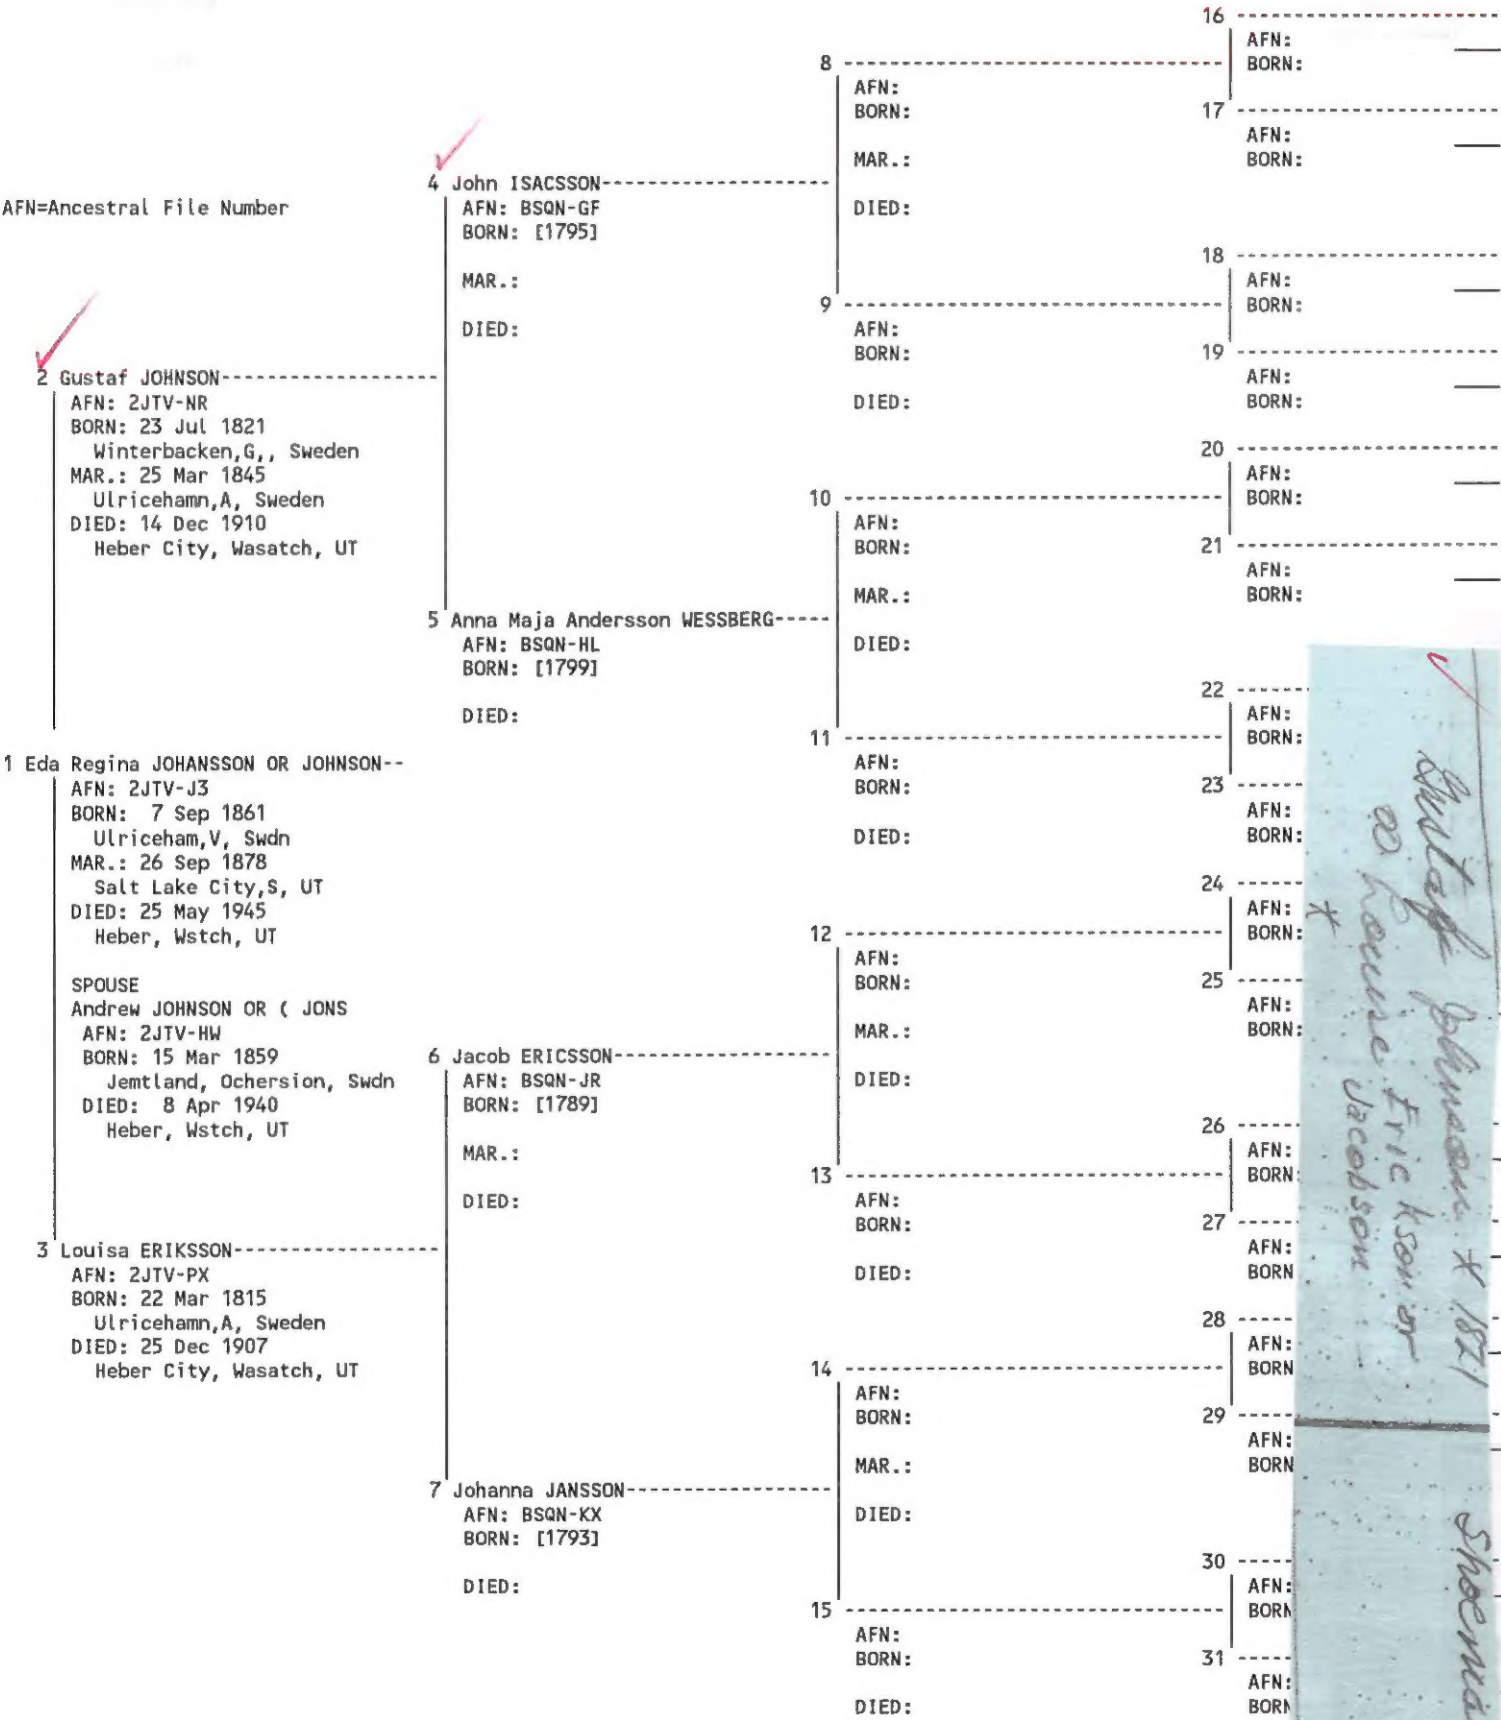 AFN=Ancestral File Number
1 Eda Regina JOHANSSON OR JOHNSON--
AFN: 2JTV-J3
BORN:  7 Sep 1861
Ulriceham,V, Swdn
MAR.: 26 Sep 1878
Salt Lake City,S, UT
DIED: 25 May 1945
Heber, Wstch, UT
SPOUSE
Andrew JOHNSON OR ( JONS
AFN: 2JTV-HW
BORN: 15 Mar 1859
Jemtland, Ochersion, Swdn
DIED:  8 Apr 1940
Heber, Wstch, UT
2 Gustaf JOHNSON
AFN: 2JTV-NR
BORN: 23 Jul 1821
Winterbacken,G,, Sweden
MAR.: 25 Mar 1845
Ulricehamn,A, Sweden
DIED: 14 Dec 1910
Heber City, Wasatch, UT
3 Louisa ERIKSSON
AFN: 2JTV-PX
BORN: 22 Mar 1815
Ulricehamn,A, Sweden
DIED: 25 Dec 1907
Heber City, Wasatch, UT
4 John ISACSSON
AFN: BSQN-GF
BORN: [1795]
MAR.:
DIED:
5 Anna Maja Andersson WESSBERG
AFN: BSQN-HL
BORN: [1799]
DIED:
6 Jacob ERICSSON
AFN: BSQN-JR
BORN: [1789]
MAR.:
DIED:
7 Johanna JANSSON
AFN: BSQN-KX
BORN: [1793]
DIED:
8
AFN:
BORN:
MAR.:
DIED:
9
AFN:
BORN:
DIED:
10
AFN:
BORN:
MAR.:
DIED:
11
AFN:
BORN:
DIED:
12
AFN:
BORN:
MAR.:
DIED:
13
AFN:
BORN:
DIED:
14
AFN:
BORN:
MAR.:
DIED:
15
AFN:
BORN:
DIED:
16
AFN:
BORN:
17
AFN:
BORN:
18
AFN:
BORN:
19
AFN:
BORN:
20
AFN:
BORN:
21
AFN:
BORN:
22
AFN:
BORN:
23
AFN:
BORN:
24
AFN:
BORN:
25
AFN:
BORN:
26
AFN:
BORN
27
AFN:
BORN
28
AFN:
BORN
29
AFN:
BORN
30
AFN:
BORN
31
AFN:
BORN
Gustaf Johnson * 1821
Erickson or
* Jacobson